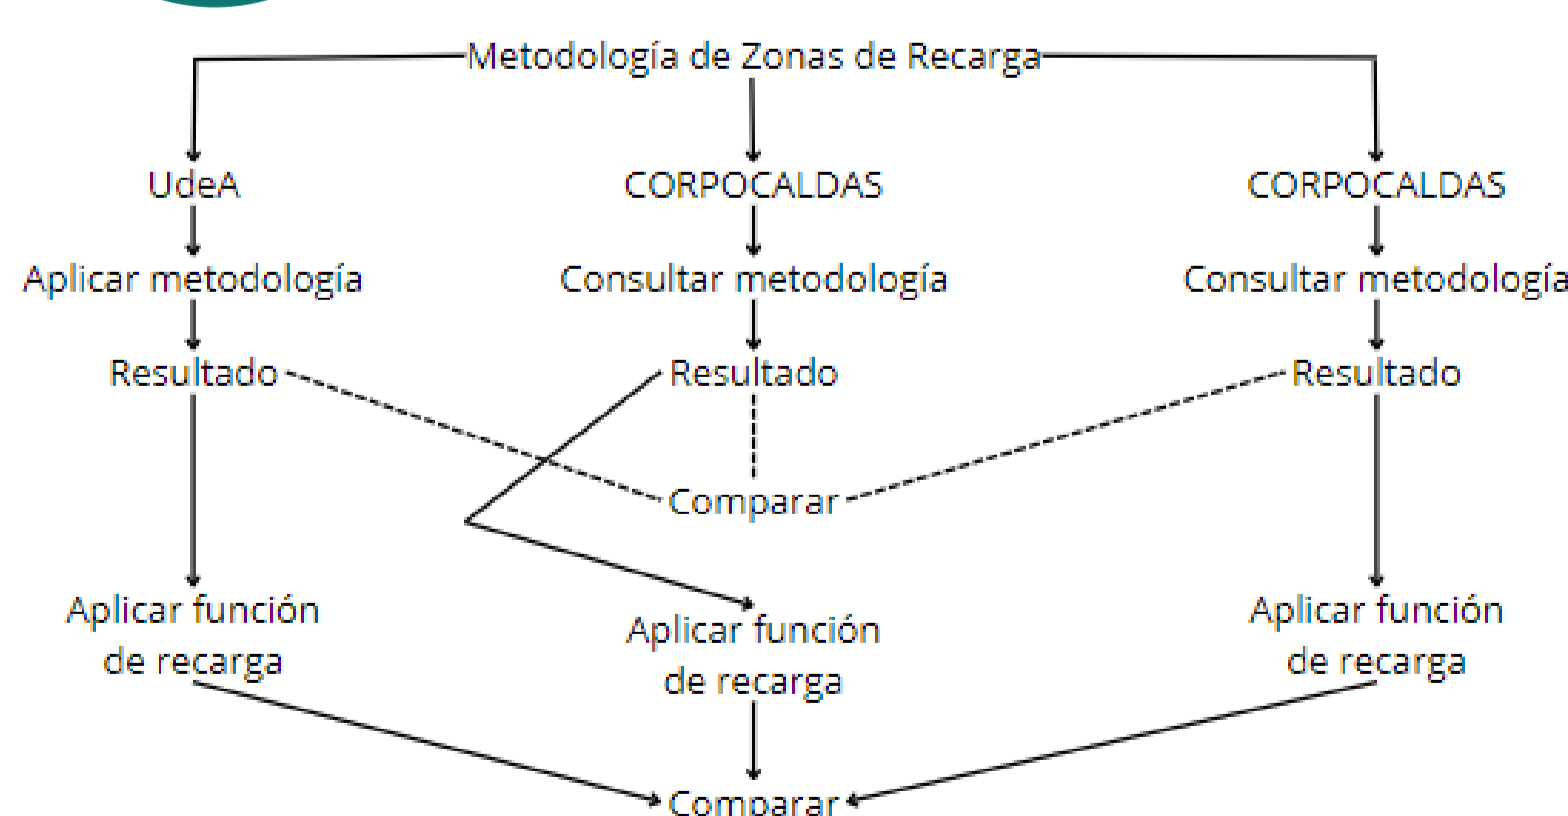 Metodología de Zonas de Recarga
UdeA
CORPOCALDAS
CORPOCALDAS
Aplicar metodología
Consultar metodología
Consultar metodología
Resultado
Resultado
Resultado
Comparar
Aplicar función
de recarga
Aplicar función
de recarga
Aplicar función
de recarga
Comparar